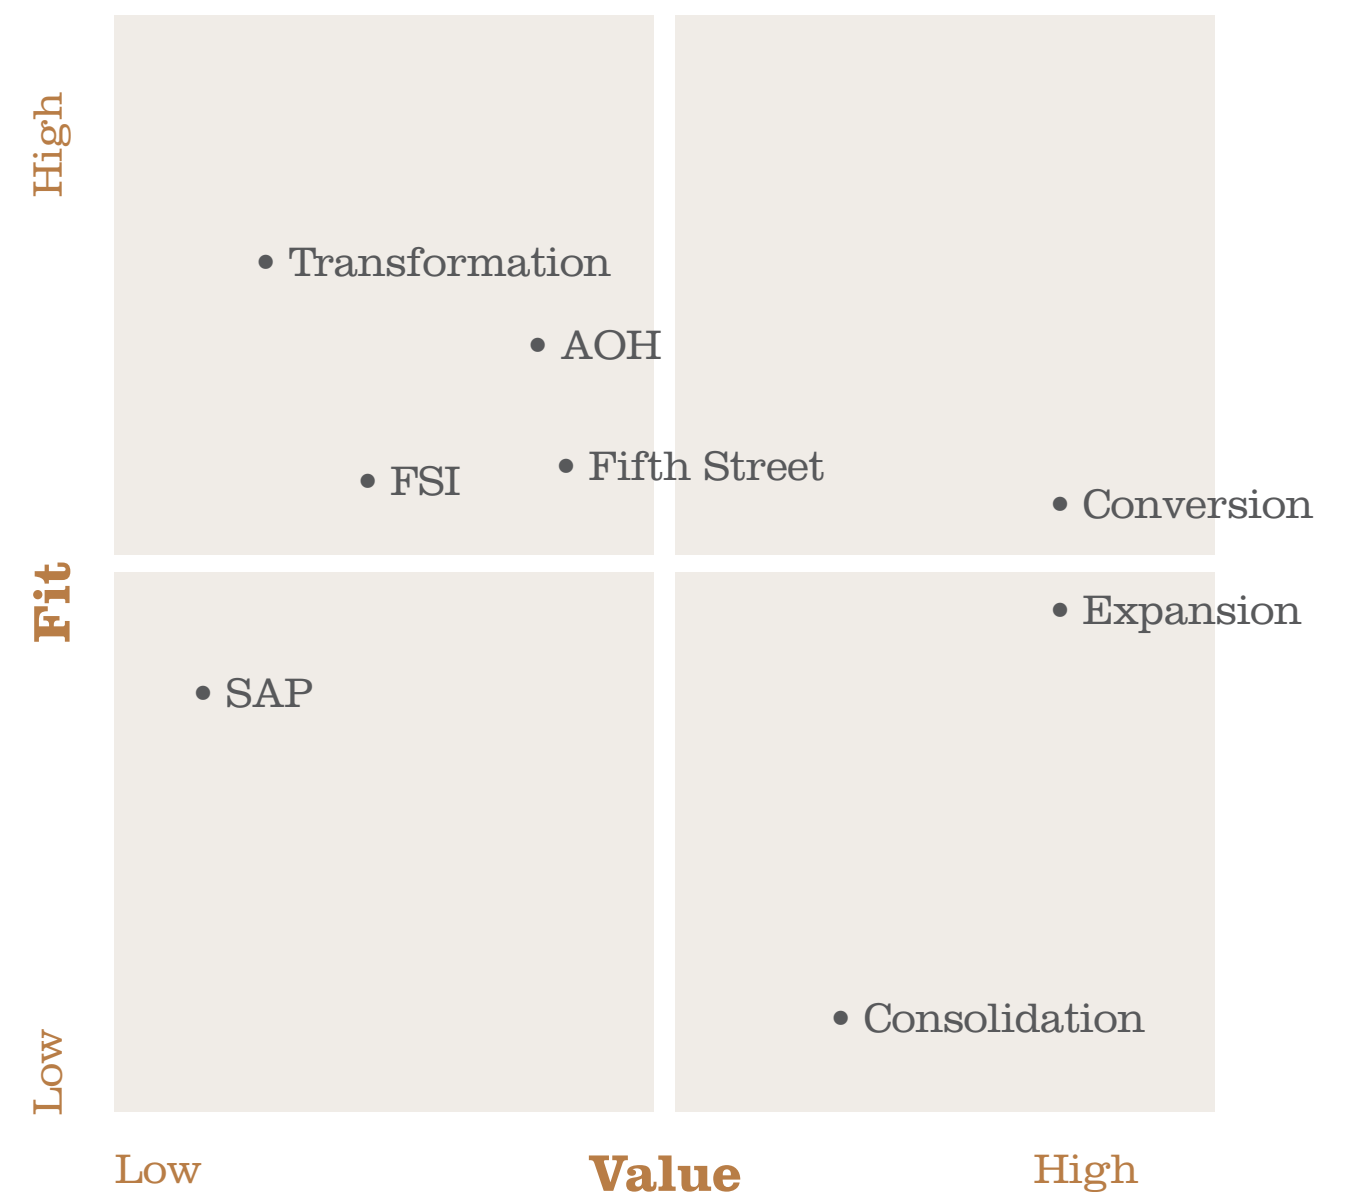 High
• Transformation
• AOH
• Fifth Street
• FSI
• Conversion
Fit
• Expansion
• SAP
• Consolidation
Low
Low
Value
High